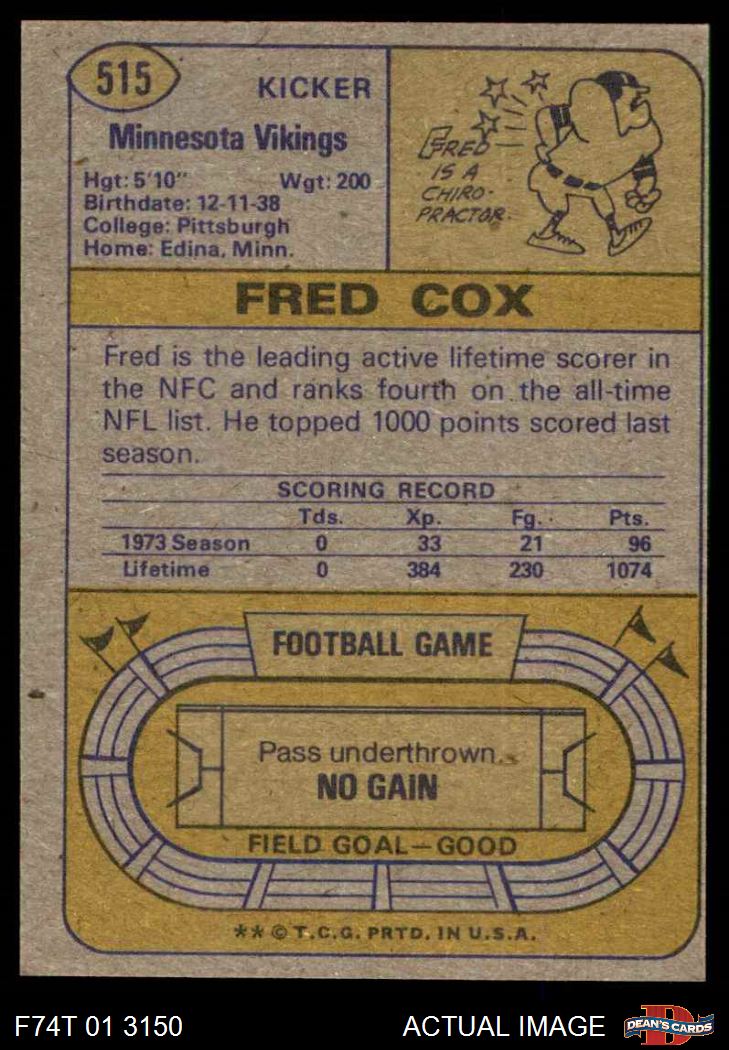 515
KICKER
Minnesota Vikings
Hgt: 5'10" Wgt: 200
Birthdate: 12-11-38
College: Pittsburgh
Home: Edina, Minn.
FRED
IS A
CHIRO-
PRACTOR.
FRED COX
Fred is the leading active lifetime scorer in
the NFC and ranks fourth on the all-time
NFL list. He topped 1000 points scored last
season.
SCORING RECORD
Tds. Xp. Fg. Pts.
1973 Season 0 33 21 96
Lifetime 0 384 230 1074
FOOTBALL GAME
Pass underthrown.
NO GAIN
FIELD GOAL—GOOD
** © T.C.G. PRTD. IN U.S.A.
F74T 01 3150 ACTUAL IMAGE
D
DEAN'S CARDS